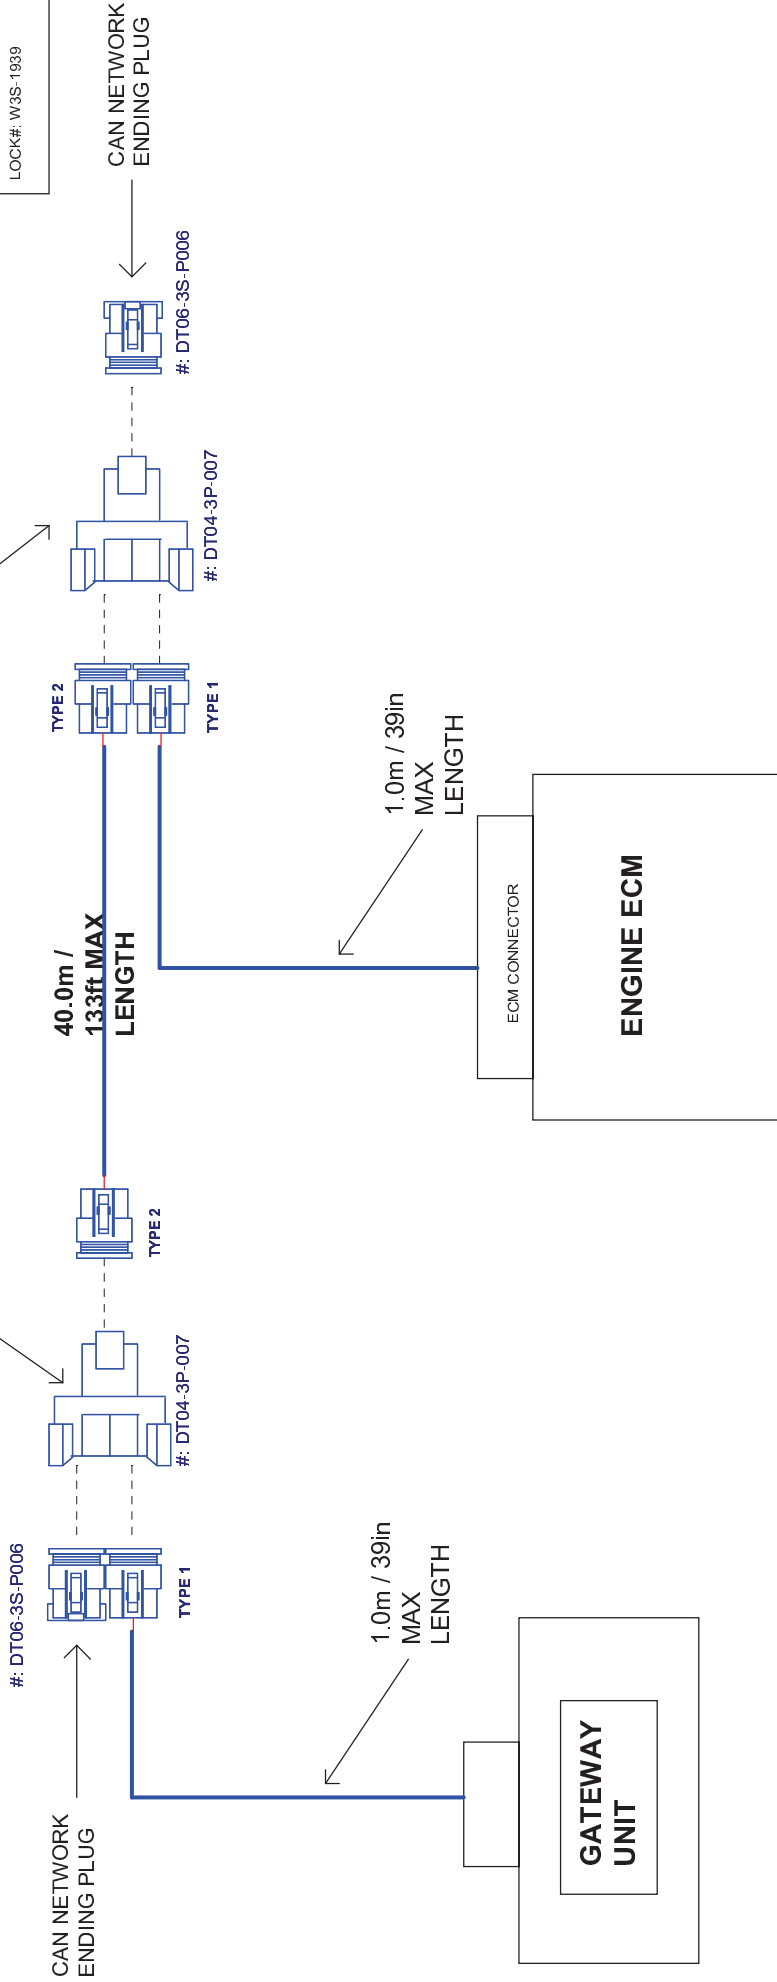 LOCK#: W3S-1939
CAN NETWORK
ENDING PLUG
#: DT06-3S-P006
#: DT04-3P-007
TYPE 2
TYPE 1
1.0m / 39in
MAX
LENGTH
40.0m /
133ft MAX
LENGTH
ECM CONNECTOR
ENGINE ECM
TYPE 2
#: DT04-3P-007
#: DT06-3S-P006
TYPE 1
1.0m / 39in
MAX
LENGTH
CAN NETWORK
ENDING PLUG
GATEWAY
UNIT